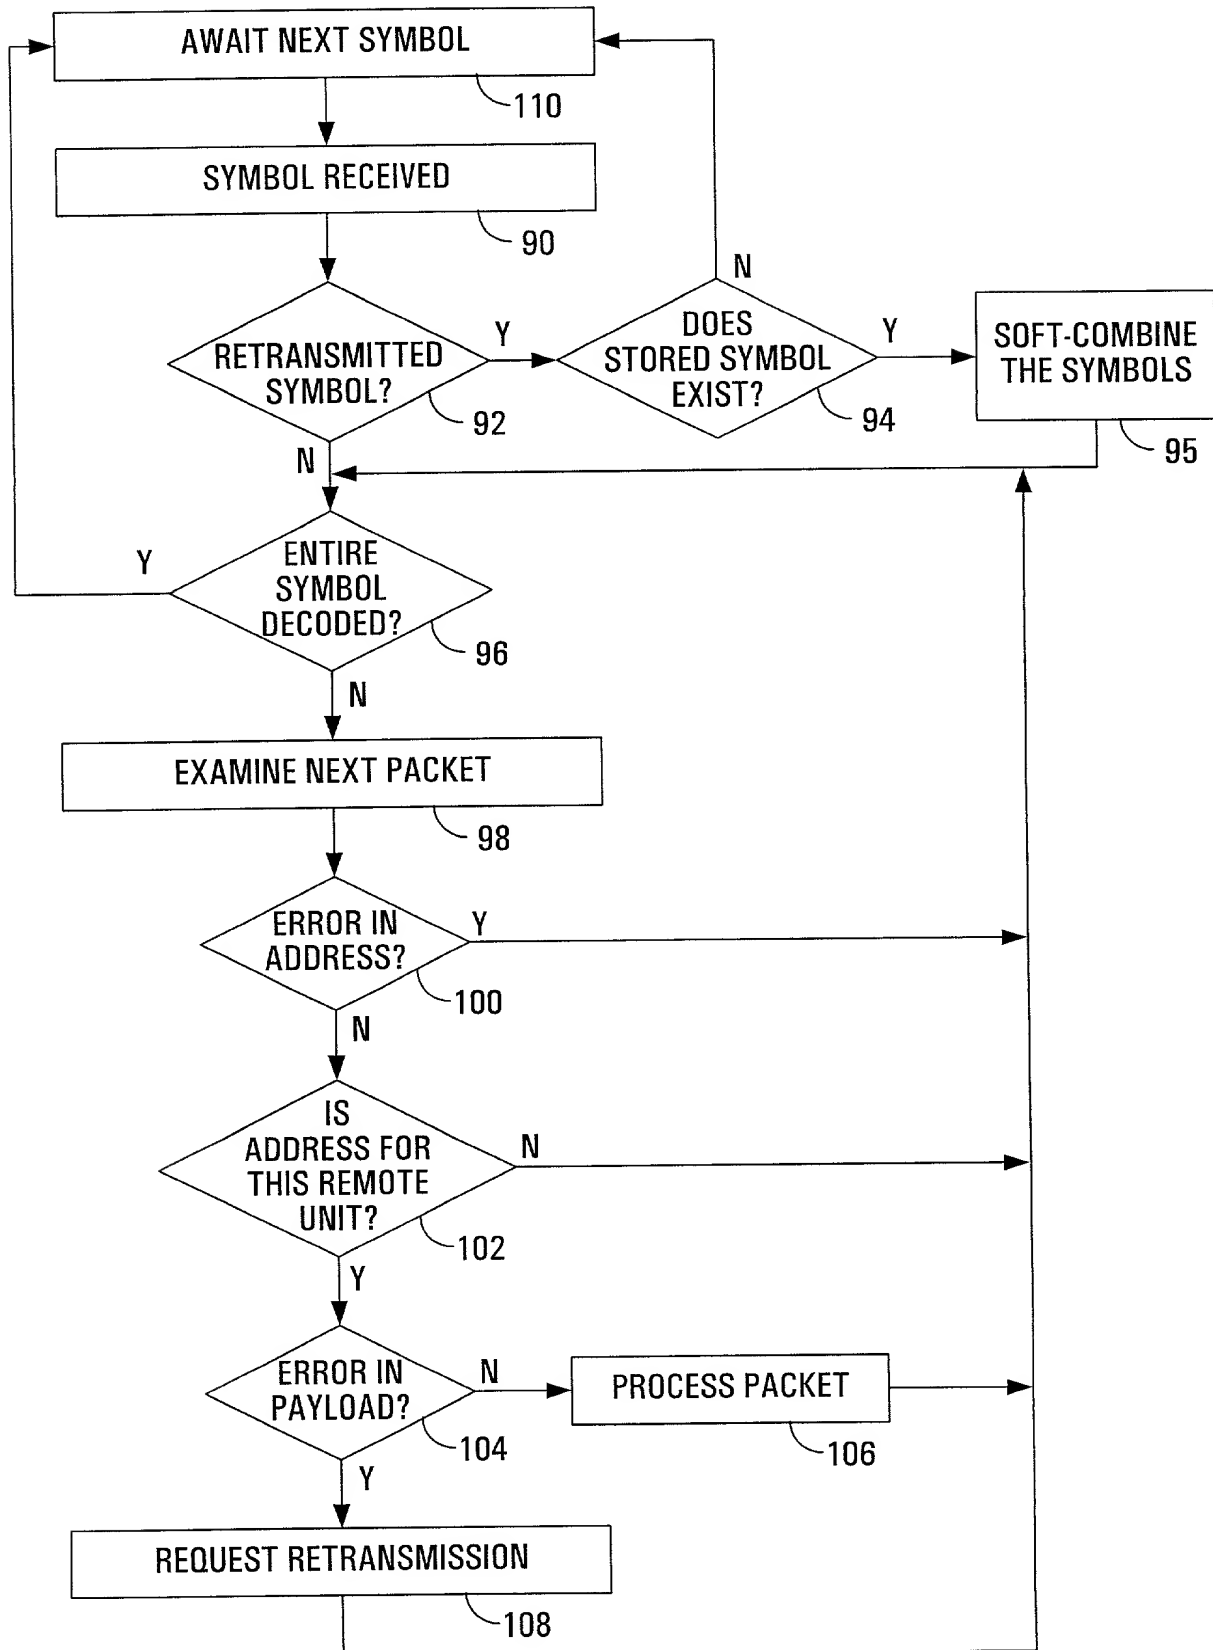 AWAIT NEXT SYMBOL
110
SYMBOL RECEIVED
90
RETRANSMITTED
SYMBOL?
92
Y
N
DOES
STORED SYMBOL
EXIST?
94
N
Y
SOFT-COMBINE
THE SYMBOLS
95
ENTIRE
SYMBOL
DECODED?
96
Y
N
EXAMINE NEXT PACKET
98
ERROR IN
ADDRESS?
100
Y
N
IS
ADDRESS FOR
THIS REMOTE
UNIT?
102
N
Y
ERROR IN
PAYLOAD?
104
N
PROCESS PACKET
106
Y
REQUEST RETRANSMISSION
108